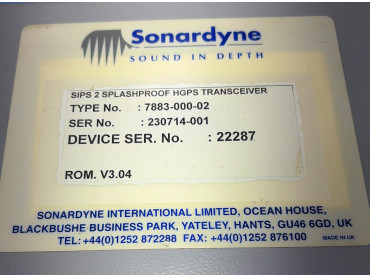 Sonardyne
SOUND IN DEPTH
SIPS 2 SPLASHPROOF HGPS TRANSCEIVER
TYPE No. : 7883-000-02
SER No. : 230714-001
DEVICE SER. No. : 22287
ROM. V3.04
SONARDYNE INTERNATIONAL LIMITED, OCEAN HOUSE,
BLACKBUSHE BUSINESS PARK, YATELEY, HANTS, GU46 6GD, UK
TEL:+44(0)1252 872288 FAX: +44(0)1252 876100 MADE IN UK